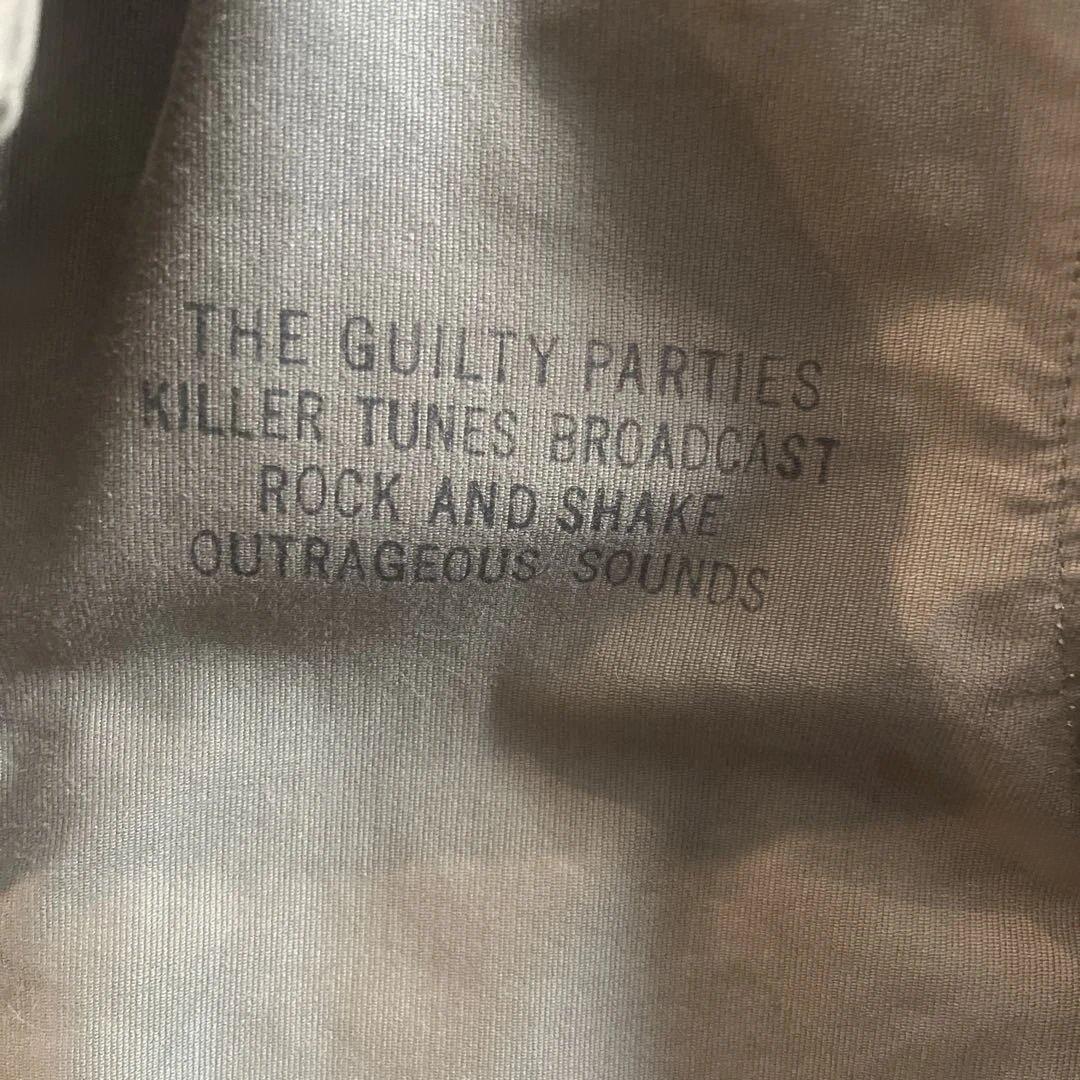 THE GUILTY PARTIES
KILLER TUNES BROADCAST
ROCK AND SHAKE
OUTRAGEOUS SOUNDS